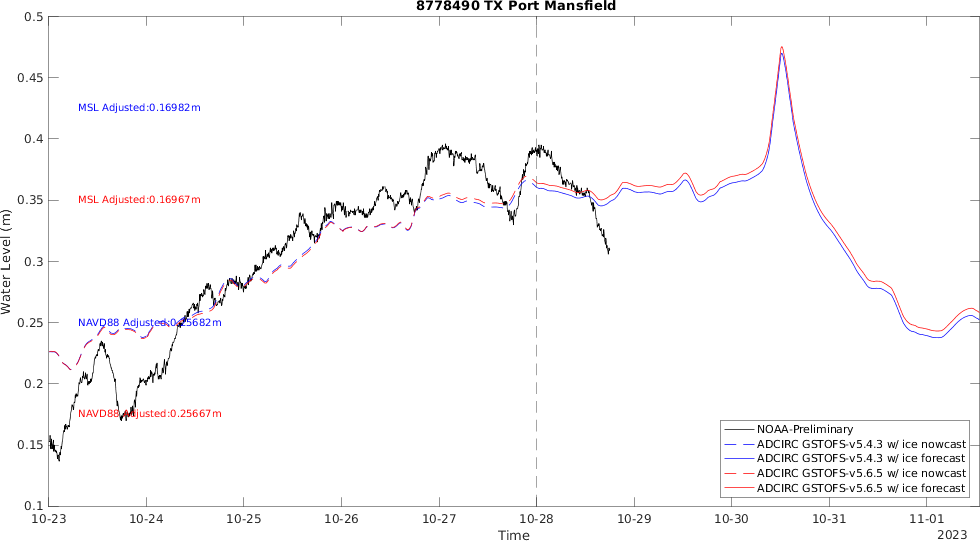 8778490 TX Port Mansfield
0.5
0.45
0.4
0.35
0.3
0.25
0.2
0.15
0.1
Water Level (m)
MSL Adjusted:0.16982m
MSL Adjusted:0.16967m
NAVD88 Adjusted:0.25682m
NAVD88 Adjusted:0.25667m
NOAA-Preliminary
ADCIRC GSTOFS-v5.4.3 w/ ice nowcast
ADCIRC GSTOFS-v5.4.3 w/ ice forecast
ADCIRC GSTOFS-v5.6.5 w/ ice nowcast
ADCIRC GSTOFS-v5.6.5 w/ ice forecast
10-23 10-24 10-25 10-26 10-27 10-28 10-29 10-30 10-31 11-01
Time
2023